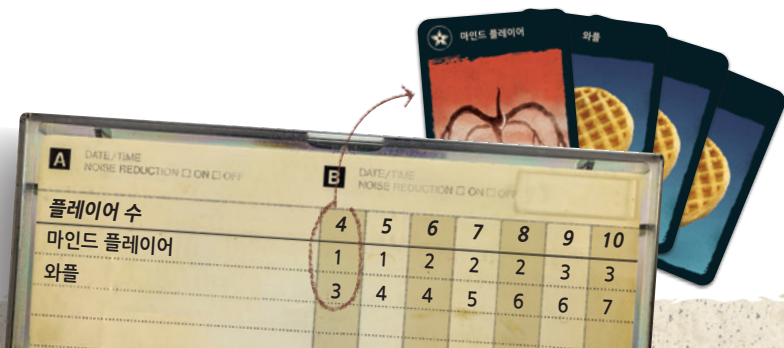 마인드 플레이어
와플
A DATE/TIME
NOISE REDUCTION □ ON □ OFF
B DATE/TIME
NOISE REDUCTION □ ON □ OFF
플레이어 수 4 5 6 7 8 9 10
마인드 플레이어 1 1 2 2 2 3 3
와플 3 4 4 5 6 6 7